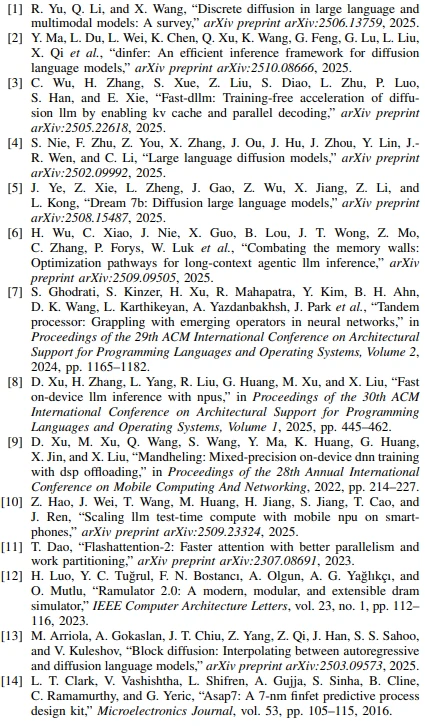 [1] R. Yu, Q. Li, and X. Wang, “Discrete diffusion in large language and
multimodal models: A survey,” arXiv preprint arXiv:2506.13759, 2025.
[2] Y. Ma, L. Du, L. Wei, K. Chen, Q. Xu, K. Wang, G. Feng, G. Lu, L. Liu,
X. Qi et al., “dinfer: An efficient inference framework for diffusion
language models,” arXiv preprint arXiv:2510.08666, 2025.
[3] C. Wu, H. Zhang, S. Xue, Z. Liu, S. Diao, L. Zhu, P. Luo,
S. Han, and E. Xie, “Fast-dllm: Training-free acceleration of diffu-
sion llm by enabling kv cache and parallel decoding,” arXiv preprint
arXiv:2505.22618, 2025.
[4] S. Nie, F. Zhu, Z. You, X. Zhang, J. Ou, J. Hu, J. Zhou, Y. Lin, J.-
R. Wen, and C. Li, “Large language diffusion models,” arXiv preprint
arXiv:2502.09992, 2025.
[5] J. Ye, Z. Xie, L. Zheng, J. Gao, Z. Wu, X. Jiang, Z. Li, and
L. Kong, “Dream 7b: Diffusion large language models,” arXiv preprint
arXiv:2508.15487, 2025.
[6] H. Wu, C. Xiao, J. Nie, X. Guo, B. Lou, J. T. Wong, Z. Mo,
C. Zhang, P. Forys, W. Luk et al., “Combating the memory walls:
Optimization pathways for long-context agentic llm inference,” arXiv
preprint arXiv:2509.09505, 2025.
[7] S. Ghodrati, S. Kinzer, H. Xu, R. Mahapatra, Y. Kim, B. H. Ahn,
D. K. Wang, L. Karthikeyan, A. Yazdanbakhsh, J. Park et al., “Tandem
processor: Grappling with emerging operators in neural networks,” in
Proceedings of the 29th ACM International Conference on Architectural
Support for Programming Languages and Operating Systems, Volume 2,
2024, pp. 1165–1182.
[8] D. Xu, H. Zhang, L. Yang, R. Liu, G. Huang, M. Xu, and X. Liu, “Fast
on-device llm inference with npus,” in Proceedings of the 30th ACM
International Conference on Architectural Support for Programming
Languages and Operating Systems, Volume 1, 2025, pp. 445–462.
[9] D. Xu, M. Xu, Q. Wang, S. Wang, Y. Ma, K. Huang, G. Huang,
X. Jin, and X. Liu, “Mandheling: Mixed-precision on-device dnn training
with dsp offloading,” in Proceedings of the 28th Annual International
Conference on Mobile Computing And Networking, 2022, pp. 214–227.
[10] Z. Hao, J. Wei, T. Wang, M. Huang, H. Jiang, S. Jiang, T. Cao, and
J. Ren, “Scaling llm test-time compute with mobile npu on smart-
phones,” arXiv preprint arXiv:2509.23324, 2025.
[11] T. Dao, “Flashattention-2: Faster attention with better parallelism and
work partitioning,” arXiv preprint arXiv:2307.08691, 2023.
[12] H. Luo, Y. C. Tuğrul, F. N. Bostancı, A. Olgun, A. G. Yağlıkçı, and
O. Mutlu, “Ramulator 2.0: A modern, modular, and extensible dram
simulator,” IEEE Computer Architecture Letters, vol. 23, no. 1, pp. 112–
116, 2023.
[13] M. Arriola, A. Gokaslan, J. T. Chiu, Z. Yang, Z. Qi, J. Han, S. S. Sahoo,
and V. Kuleshov, “Block diffusion: Interpolating between autoregressive
and diffusion language models,” arXiv preprint arXiv:2503.09573, 2025.
[14] L. T. Clark, V. Vashishtha, L. Shifren, A. Gujja, S. Sinha, B. Cline,
C. Ramamurthy, and G. Yeric, “Asap7: A 7-nm finfet predictive process
design kit,” Microelectronics Journal, vol. 53, pp. 105–115, 2016.